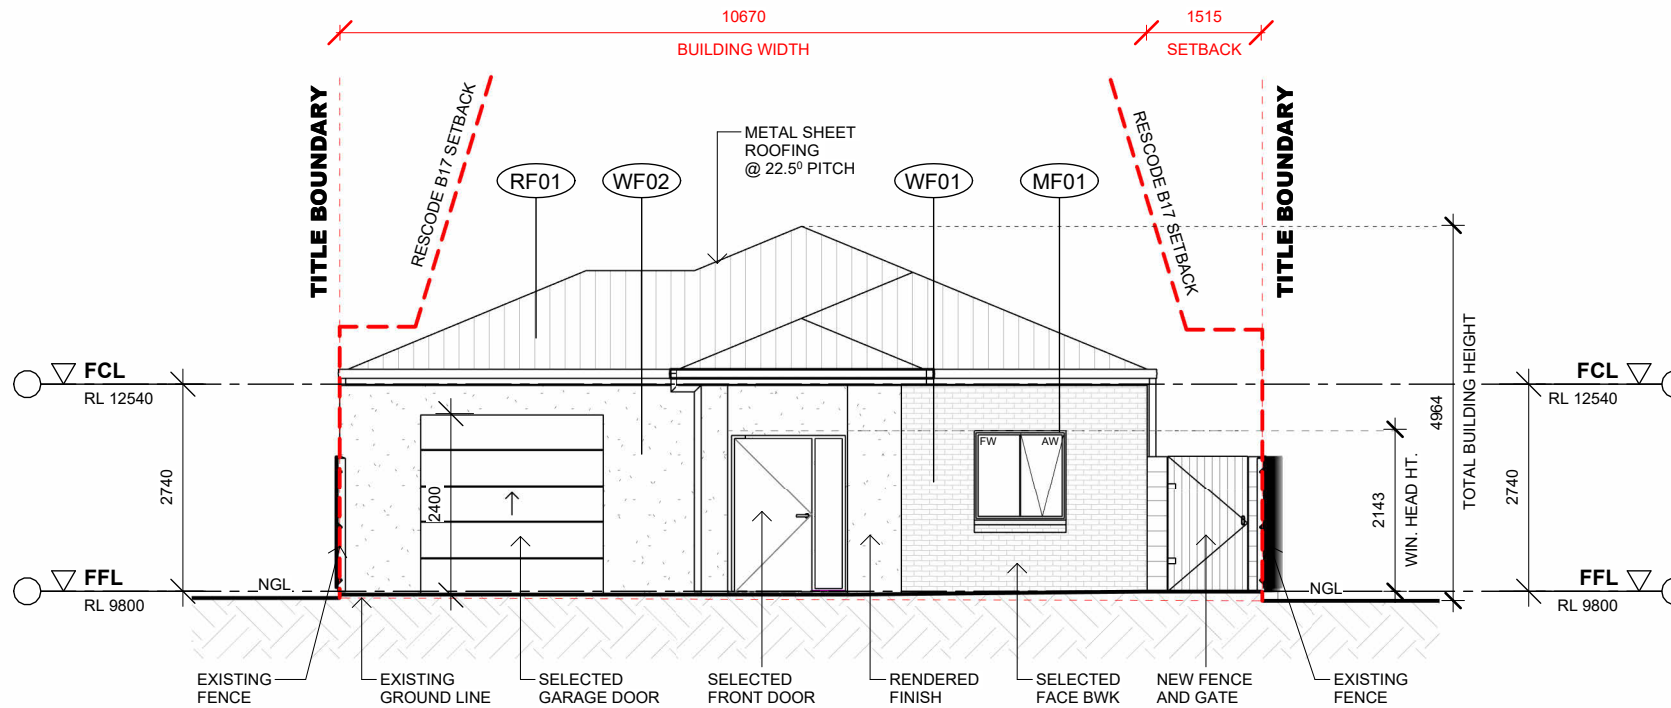 10670
1515
BUILDING WIDTH
SETBACK
TITLE BOUNDARY
RESCODE B17 SETBACK
METAL SHEET
ROOFING
@ 22.5⁰ PITCH
RESCODE B17 SETBACK
TITLE BOUNDARY
RF01
WF02
WF01
MF01
FCL
RL 12540
FCL
RL 12540
4964
TOTAL BUILDING HEIGHT
FW
AW
2740
2400
2143
WIN. HEAD HT.
2740
FFL
RL 9800
NGL
NGL
FFL
RL 9800
EXISTING
FENCE
EXISTING
GROUND LINE
SELECTED
GARAGE DOOR
SELECTED
FRONT DOOR
RENDERED
FINISH
SELECTED
FACE BWK
NEW FENCE
AND GATE
EXISTING
FENCE